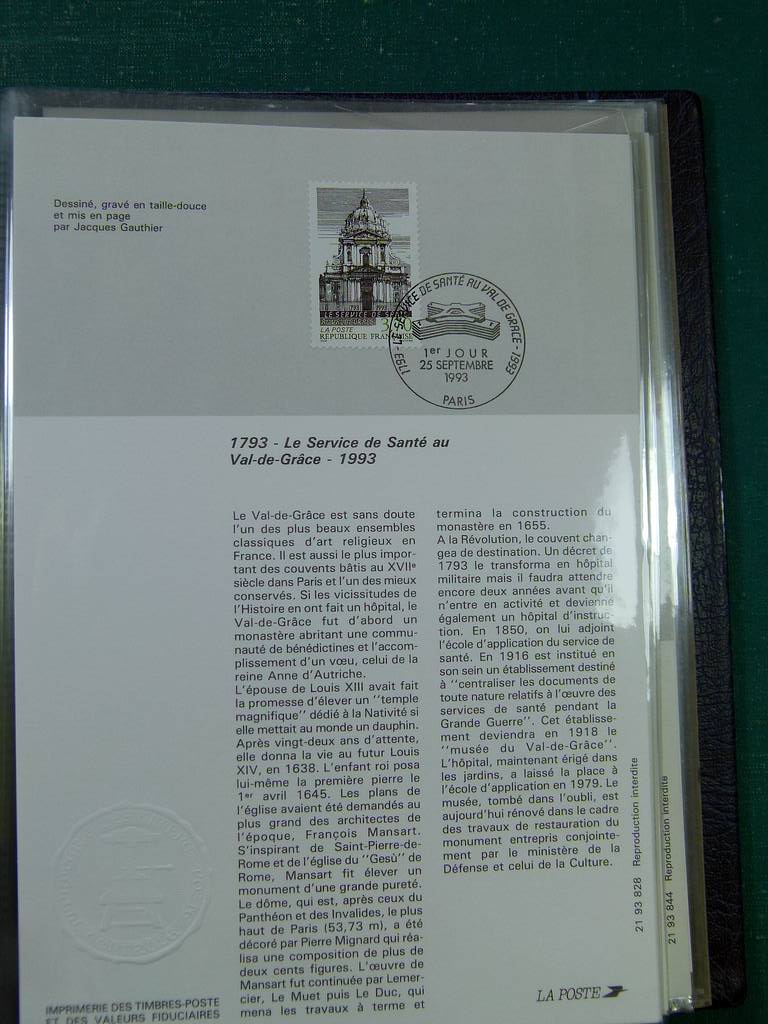 Dessiné, gravé en taille-douce
et mis en page
par Jacques Gauthier
1793 1993
LE SERVICE DE SANTÉ
LA POSTE
RÉPUBLIQUE FRANÇAISE
1793 - LE SERVICE DE SANTÉ AU VAL DE GRACE - 1993
1er JOUR
25 SEPTEMBRE
1993
PARIS
1793 - Le Service de Santé au
Val-de-Grâce - 1993
Le Val-de-Grâce est sans doute
l'un des plus beaux ensembles
classiques d'art religieux en
France. Il est aussi le plus impor-
tant des couvents bâtis au XVIIe
siècle dans Paris et l'un des mieux
conservés. Si les vicissitudes de
l'Histoire en ont fait un hôpital, le
Val-de-Grâce fut d'abord un
monastère abritant une commu-
nauté de bénédictines et l'accom-
plissement d'un vœu, celui de la
reine Anne d'Autriche.
L'épouse de Louis XIII avait fait
la promesse d'élever un "temple
magnifique" dédié à la Nativité si
elle mettait au monde un dauphin.
Après vingt-deux ans d'attente,
elle donna la vie au futur Louis
XIV, en 1638. L'enfant roi posa
lui-même la première pierre le
1er avril 1645. Les plans de
l'église avaient été demandés au
plus grand des architectes de
l'époque, François Mansart.
S'inspirant de Saint-Pierre-de-
Rome et de l'église du "Gesù" de
Rome, Mansart fit élever un
monument d'une grande pureté.
Le dôme, qui est, après ceux du
Panthéon et des Invalides, le plus
haut de Paris (53,73 m), a été
décoré par Pierre Mignard qui réa-
lisa une composition de plus de
deux cents figures. L'œuvre de
Mansart fut continuée par Lemer-
cier, Le Muet puis Le Duc, qui
mena les travaux à terme et
termina la construction du
monastère en 1655.
A la Révolution, le couvent chan-
gea de destination. Un décret de
1793 le transforma en hôpital
militaire mais il faudra attendre
encore deux années avant qu'il
n'entre en activité et devienne
également un hôpital d'instruc-
tion. En 1850, on lui adjoint
l'école d'application du service de
santé. En 1916 est institué en
son sein un établissement destiné
à "centraliser les documents de
toute nature relatifs à l'œuvre des
services de santé pendant la
Grande Guerre". Cet établisse-
ment deviendra en 1918 le
"musée du Val-de-Grâce".
L'hôpital, maintenant érigé dans
les jardins, a laissé la place à
l'école d'application en 1979. Le
musée, tombé dans l'oubli, est
aujourd'hui rénové dans le cadre
des travaux de restauration du
monument entrepris conjointe-
ment par le ministère de la
Défense et celui de la Culture.
21 93 828 Reproduction interdite
21 93 844 Reproduction interdite
IMPRIMERIE DES TIMBRES-POSTE
ET DES VALEURS FIDUCIAIRES
LA POSTE